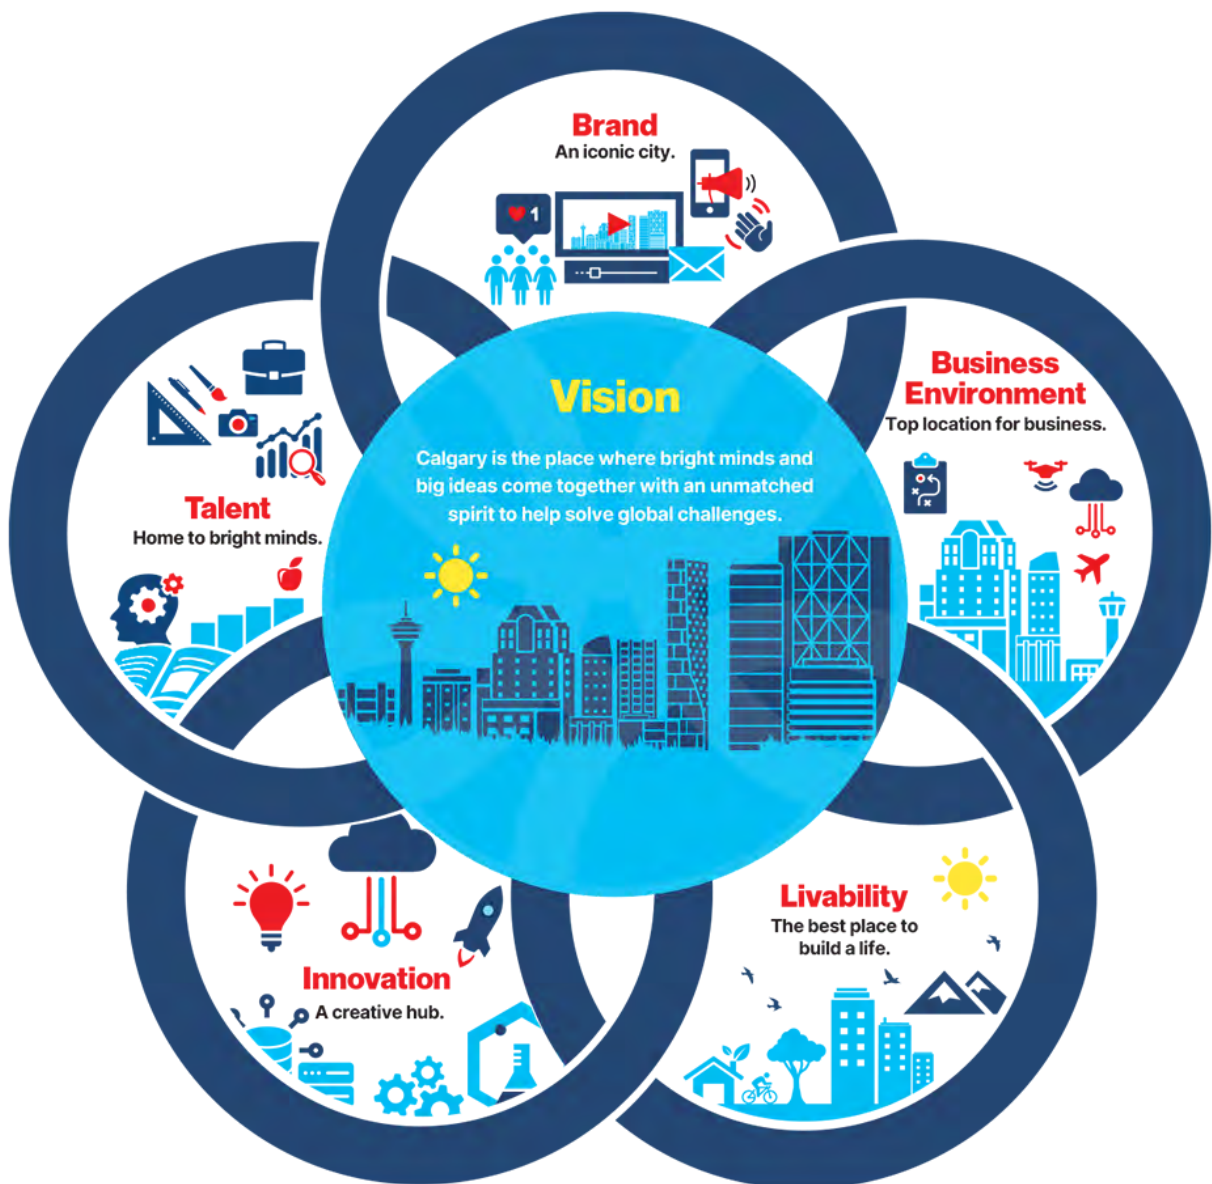 Brand
An iconic city.
1
Vision
Calgary is the place where bright minds and
big ideas come together with an unmatched
spirit to help solve global challenges.
Business
Environment
Top location for business.
Talent
Home to bright minds.
Innovation
A creative hub.
Livability
The best place to
build a life.